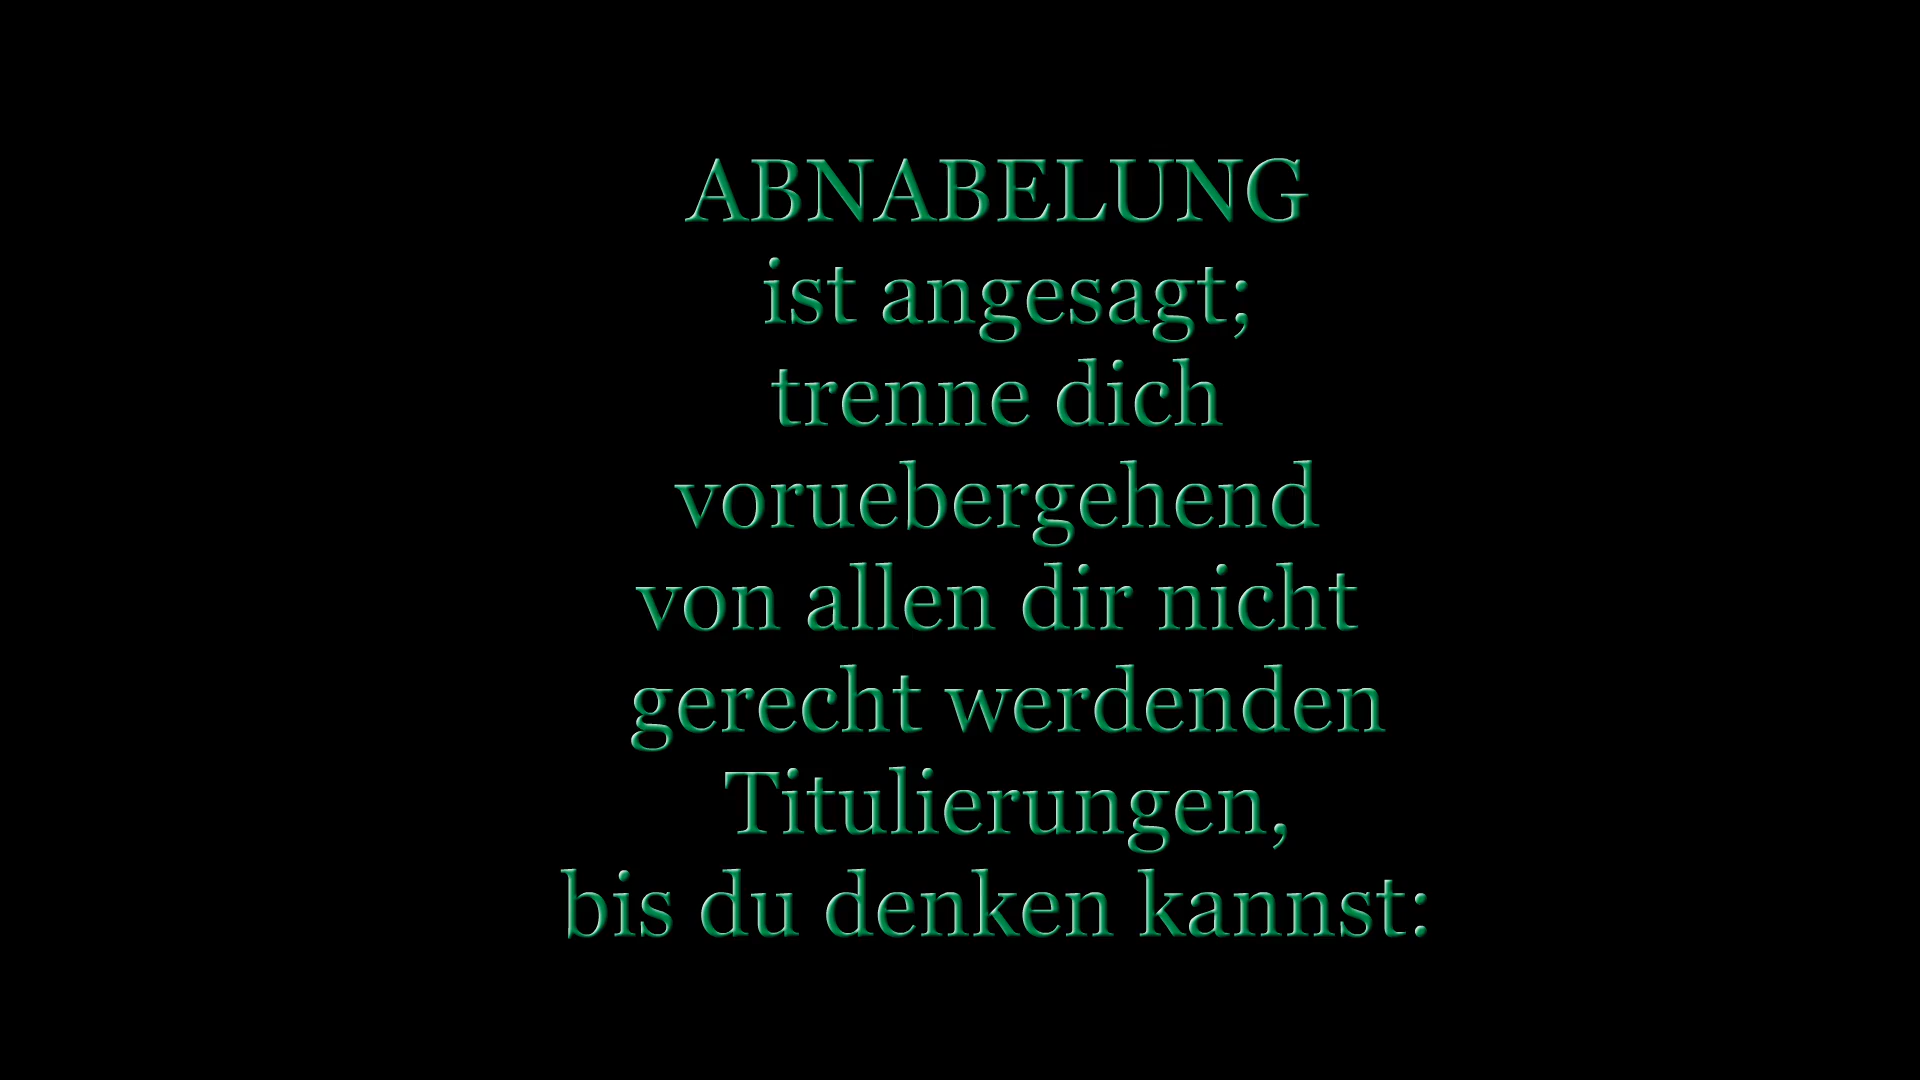 ABNABELUNG
ist angesagt;
trenne dich
voruebergehend
von allen dir nicht
gerecht werdenden
Titulierungen,
bis du denken kannst: